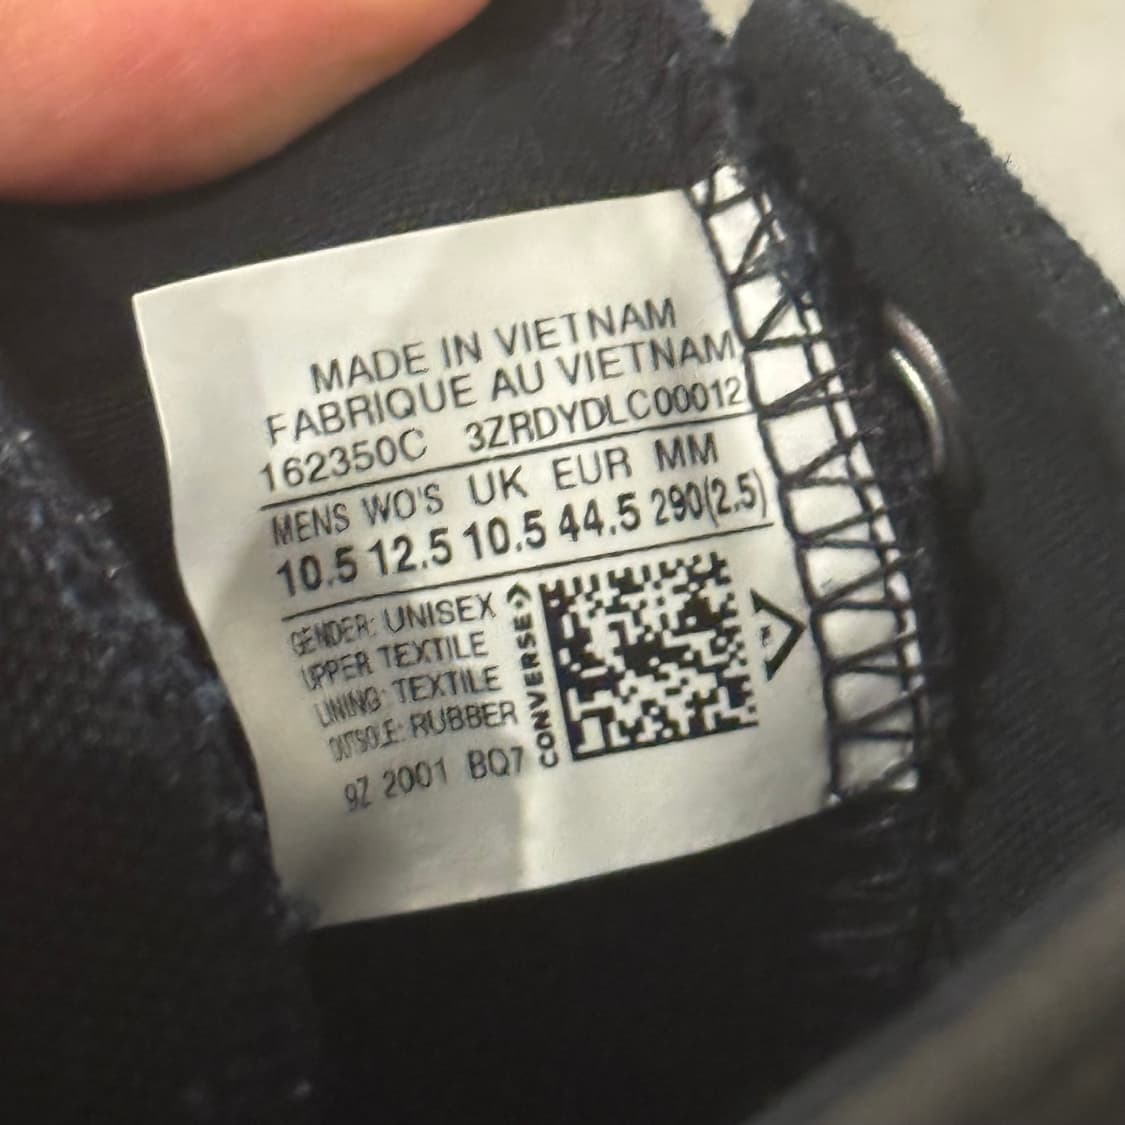 MADE IN VIETNAM
FABRIQUE AU VIETNAM
162350C 3ZRDYDLC00012
MENS WO'S UK EUR MM
10.5 12.5 10.5 44.5 290(2.5)
GENDER: UNISEX
UPPER TEXTILE
LINING: TEXTILE
OUTSOLE: RUBBER
9Z 2001 BQ7
CONVERSE